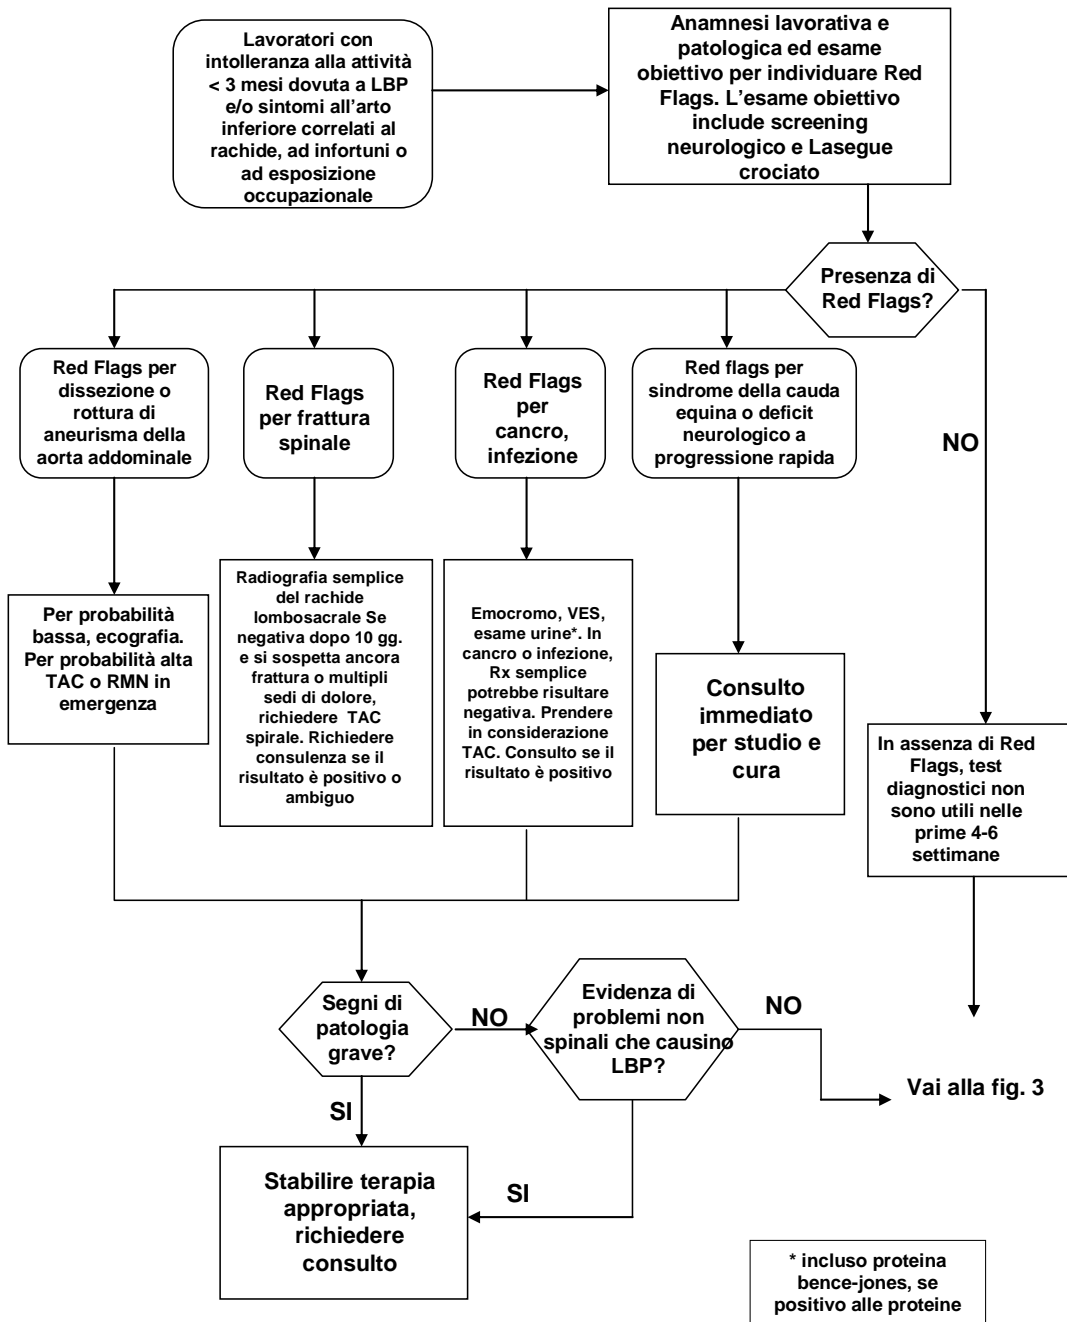 Lavoratori con
intolleranza alla attività
< 3 mesi dovuta a LBP
e/o sintomi all'arto
inferiore correlati al
rachide, ad infortuni o
ad esposizione
occupazionale
Anamnesi lavorativa e
patologica ed esame
obiettivo per individuare Red
Flags. L'esame obiettivo
include screening
neurologico e Lasegue
crociato
Presenza di
Red Flags?
Red Flags per
dissezione o
rottura di
aneurisma della
aorta addominale
Red Flags
per frattura
spinale
Red Flags
per
cancro,
infezione
Red flags per
sindrome della cauda
equina o deficit
neurologico a
progressione rapida
NO
Per probabilità
bassa, ecografia.
Per probabilità alta
TAC o RMN in
emergenza
Radiografia semplice
del rachide
lombosacrale Se
negativa dopo 10 gg.
e si sospetta ancora
frattura o multipli
sedi di dolore,
richiedere TAC
spirale. Richiedere
consulenza se il
risultato è positivo o
ambiguo
Emocromo, VES,
esame urine*. In
cancro o infezione,
Rx semplice
potrebbe risultare
negativa. Prendere
in considerazione
TAC. Consulto se il
risultato è positivo
Consulto
immediato
per studio e
cura
In assenza di Red
Flags, test
diagnostici non
sono utili nelle
prime 4-6
settimane
Segni di
patologia
grave?
NO
Evidenza di
problemi non
spinali che causino
LBP?
NO
Vai alla fig. 3
SI
Stabilire terapia
appropriata,
richiedere
consulto
SI
* incluso proteina
bence-jones, se
positivo alle proteine